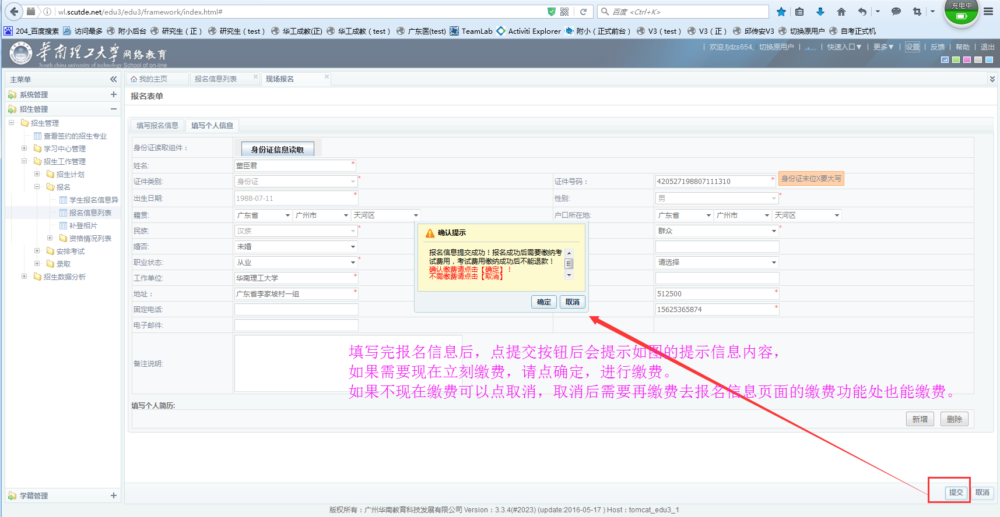 wl.scutde.net/edu3/edu3/framework/index.html#
百度 <Ctrl+K>
充电中
204_百度搜索 访问最多 附小后台 研究生（正） 研究生（test） 华工成教(正) 华工成教（test） 广东医(test) TeamLab Activiti Explorer 附小（正式前台） V3（test） V3（正） 邱传安V3 切换原用户 自考正式机
华南理工大学 网络教育
South china university of technology School of on-line
欢迎,fjdzs654, 切换原用户 | ..... | 快速入口▼ | 更多▼ | 设置 | 反馈 | 帮助 | 退出
主菜单
我的主页 报名信息列表 现场报名
系统管理
招生管理
招生管理
查看签约的招生专业
学习中心管理
招生工作管理
招生计划
报名
学生报名信息异
报名信息列表
补登相片
资格情况列表
安排考试
录取
招生数据分析
学籍管理
报名表单
填写报名信息 填写个人信息
身份证读取组件： 身份证信息读取
姓名: 董臣君 *
证件类别: 身份证 * 证件号码： 420527198807111310 * 身份证末位X要大写
出生日期: 1988-07-11 * 性别: 男 *
籍贯: 广东省 广州市 天河区 户口所在地: 广东省 广州市 天河区
民族: 汉族 * 群众 *
婚否: 未婚
职业状态: 从业 * 请选择
工作单位: 华南理工大学 *
地址： 广东省李家坡村一组 * 512500 *
固定电话: 15625365874 *
电子邮件:
备注说明:
确认提示
报名信息提交成功！报名成功后需要缴纳考
试费用，考试费用缴纳成功后不能退款！
确认缴费请点击【确定】！
不需缴费请点击【取消】
确定 取消
填写完报名信息后，点提交按钮后会提示如图的提示信息内容，
如果需要现在立刻缴费，请点确定，进行缴费。
如果不现在缴费可以点取消，取消后需要再缴费去报名信息页面的缴费功能处也能缴费。
填写个人简历:
新增 删除
提交 取消
版权所有：广州华南教育科技发展有限公司 Version：3.3.4(#2023) (update:2016-05-17 ) Host：tomcat_edu3_1